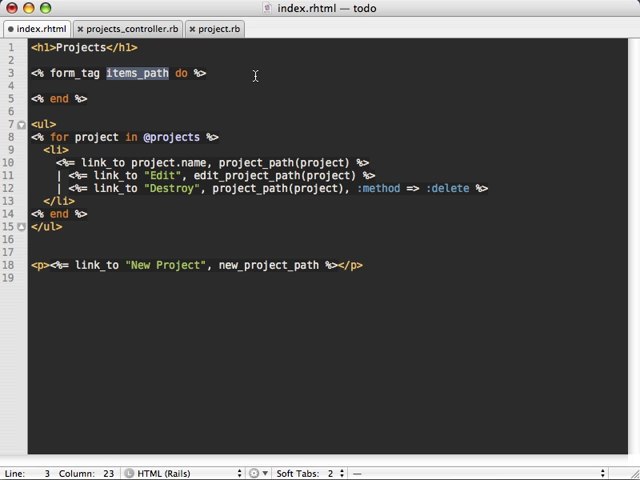 index.rhtml — todo
index.rhtml projects_controller.rb project.rb
1 <h1>Projects</h1>
2
3 <% form_tag items_path do %>
4
5 <% end %>
6
7 <ul>
8 <% for project in @projects %>
9 <li>
10 <%= link_to project.name, project_path(project) %>
11 | <%= link_to "Edit", edit_project_path(project) %>
12 | <%= link_to "Destroy", project_path(project), :method => :delete %>
13 </li>
14 <% end %>
15 </ul>
16
17
18 <p><%= link_to "New Project", new_project_path %></p>
19
Line: 3 Column: 23 HTML (Rails) Soft Tabs: 2 —